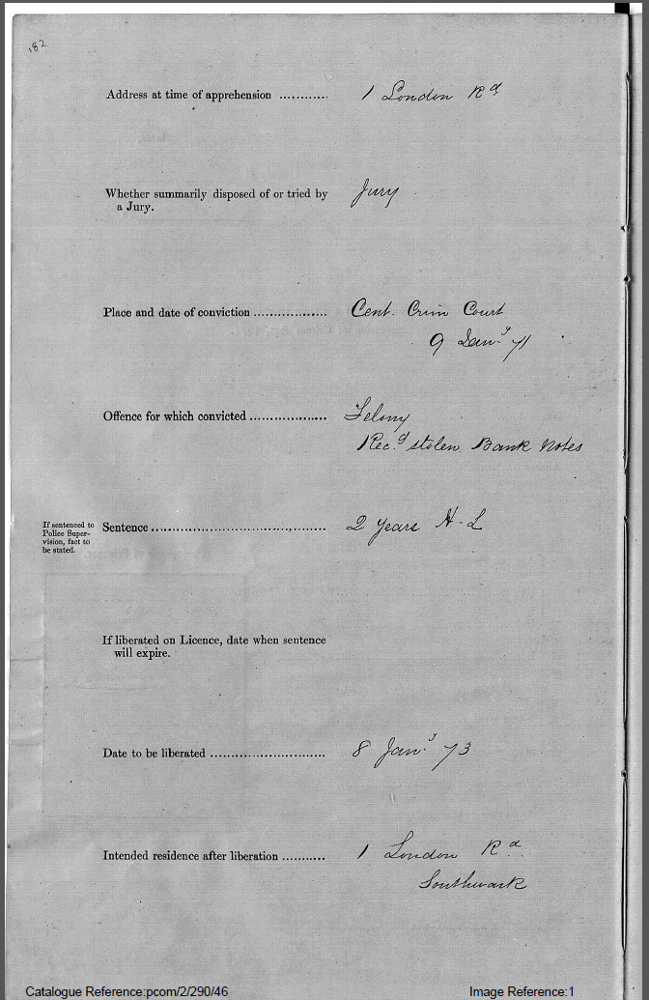 182
Address at time of apprehension ............ 1 London Rd
Whether summarily disposed of or tried by Jury
a Jury.
Place and date of conviction .................. Cent. Crim Court
9 Jany 71
Offence for which convicted ................... Felony
Recg stolen Bank Notes
If sentenced to
Police Super-
vision, fact to
be stated.
Sentence .......................................... 2 years H-L
If liberated on Licence, date when sentence
will expire.
Date to be liberated ........................... 8 Jany 73
Intended residence after liberation ........... 1 London Rd
Southwark
Catalogue Reference:pcom/2/290/46 Image Reference:1